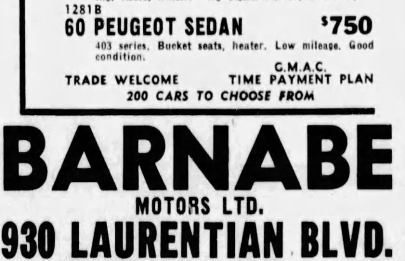 1281B
60 PEUGEOT SEDAN $750
403 series, Bucket seats, heater. Low mileage. Good
condition.
G.M.A.C.
TRADE WELCOME TIME PAYMENT PLAN
200 CARS TO CHOOSE FROM
BARNABE
MOTORS LTD.
930 LAURENTIAN BLVD.